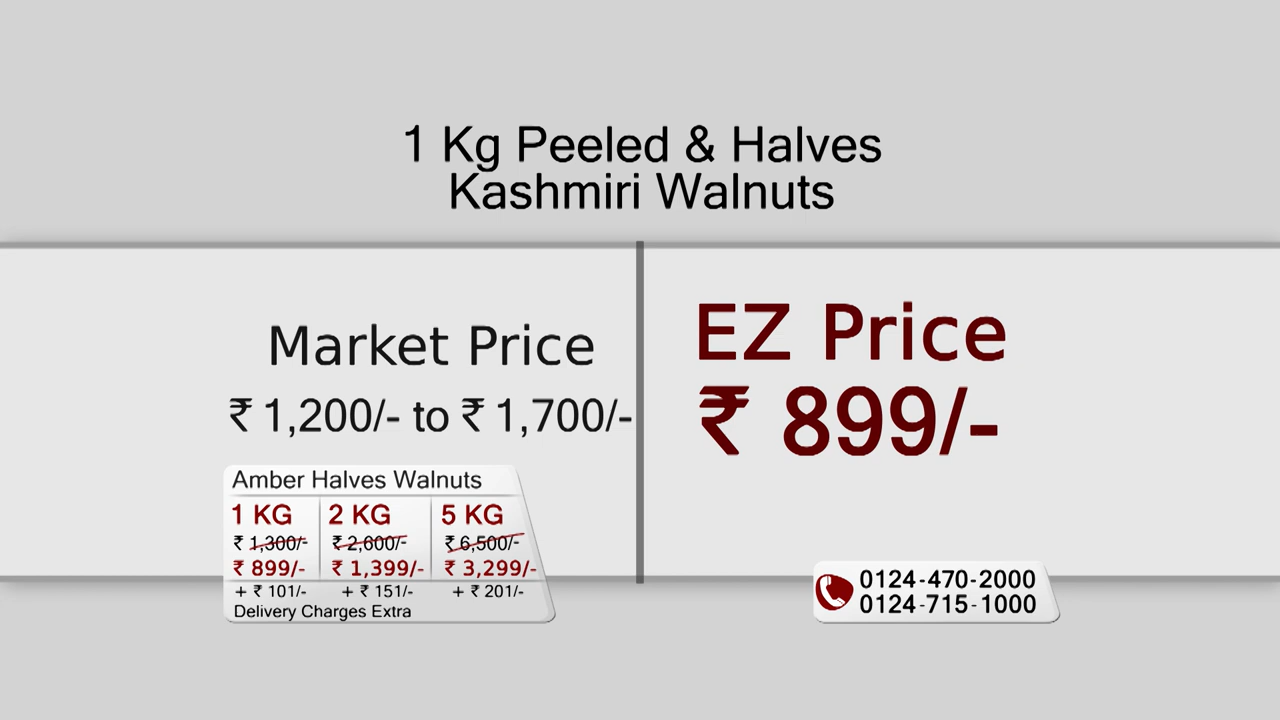 1 Kg Peeled & Halves
Kashmiri Walnuts
Market Price
₹ 1,200/- to ₹ 1,700/-
EZ Price
₹ 899/-
Amber Halves Walnuts
1 KG 2 KG 5 KG
₹ 1,300/- ₹ 2,600/- ₹ 6,500/-
₹ 899/- ₹ 1,399/- ₹ 3,299/-
+ ₹ 101/- + ₹ 151/- + ₹ 201/-
Delivery Charges Extra
0124-470-2000
0124-715-1000